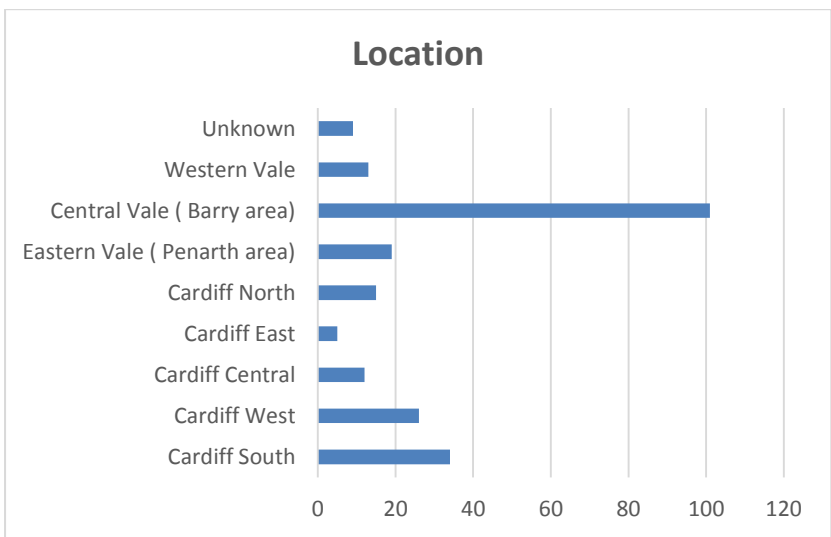 Location
Unknown
Western Vale
Central Vale ( Barry area)
Eastern Vale ( Penarth area)
Cardiff North
Cardiff East
Cardiff Central
Cardiff West
Cardiff South
0 20 40 60 80 100 120